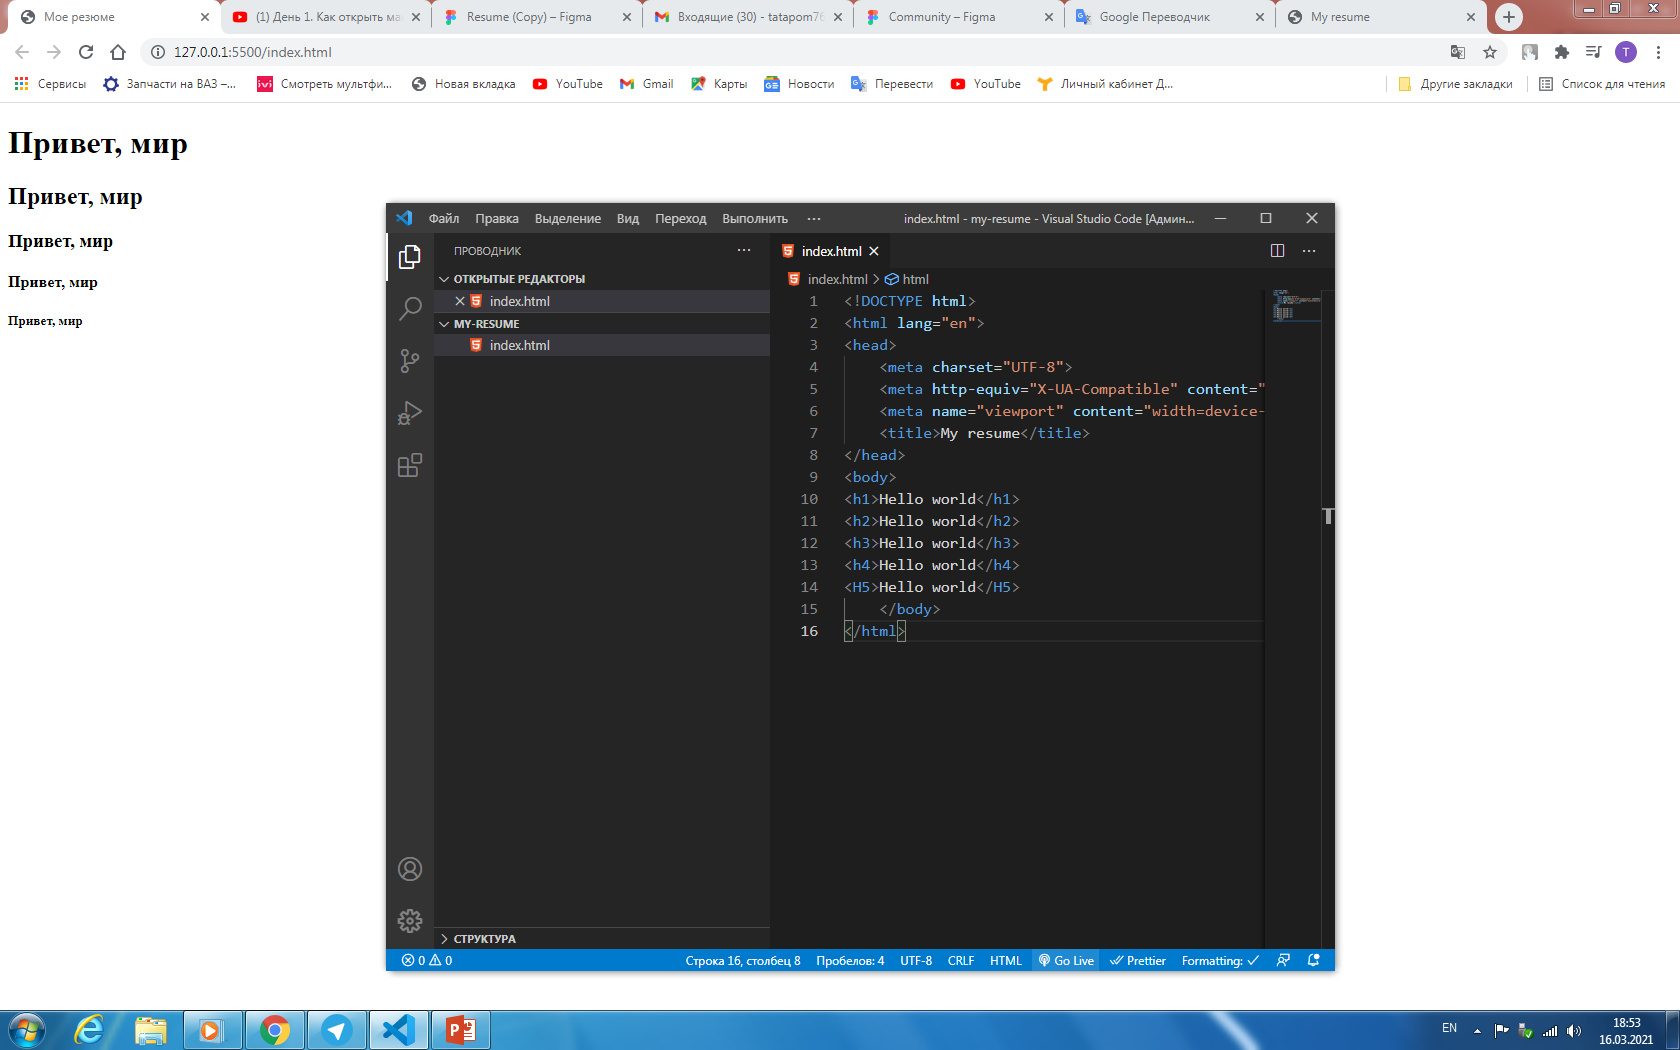 Мое резюме
(1) День 1. Как открыть ма
Resume (Copy) – Figma
Входящие (30) - tatapom76
Community – Figma
Google Переводчик
My resume
127.0.0.1:5500/index.html
T
Сервисы
Запчасти на ВАЗ –...
ivi
Смотреть мультфи...
Новая вкладка
YouTube
Gmail
Карты
Новости
Перевести
YouTube
Личный кабинет Д...
Другие закладки
Список для чтения
Привет, мир
Привет, мир
Привет, мир
Привет, мир
Привет, мир
Файл Правка Выделение Вид Переход Выполнить ···
index.html - my-resume - Visual Studio Code [Админ...
ПРОВОДНИК ···
ОТКРЫТЫЕ РЕДАКТОРЫ
index.html
MY-RESUME
index.html
СТРУКТУРА
index.html
index.html > html
1 <!DOCTYPE html>
2 <html lang="en">
3 <head>
4 <meta charset="UTF-8">
5 <meta http-equiv="X-UA-Compatible" content="
6 <meta name="viewport" content="width=device-
7 <title>My resume</title>
8 </head>
9 <body>
10 <h1>Hello world</h1>
11 <h2>Hello world</h2>
12 <h3>Hello world</h3>
13 <h4>Hello world</h4>
14 <H5>Hello world</H5>
15 </body>
16 </html>
0 0
Строка 16, столбец 8 Пробелов: 4 UTF-8 CRLF HTML Go Live Prettier Formatting:
EN
18:53
16.03.2021